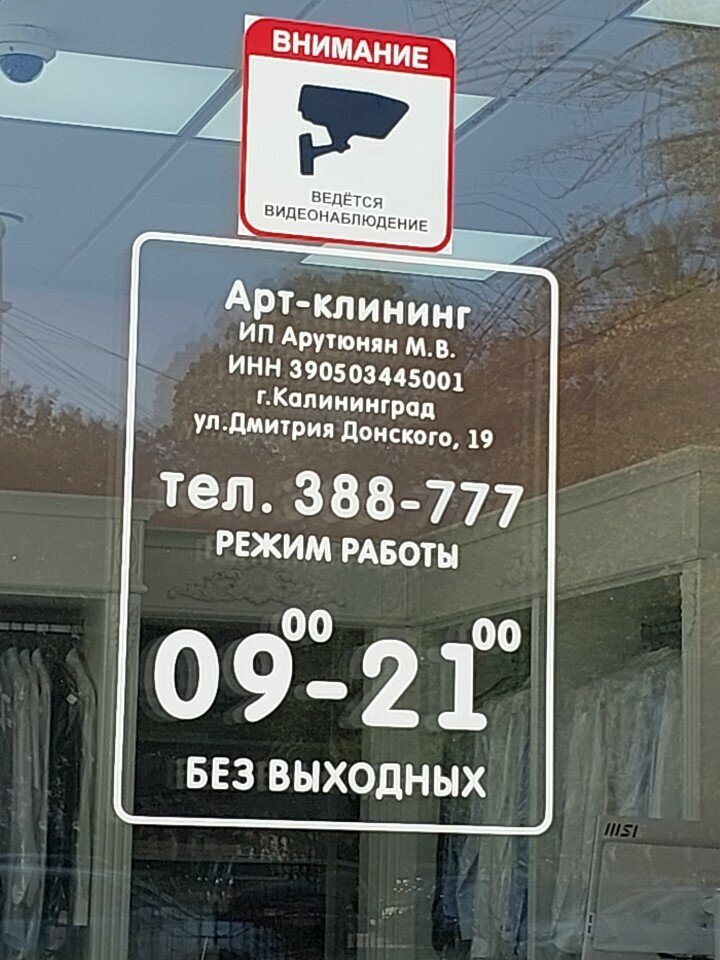 ВНИМАНИЕ
ВЕДЁТСЯ
ВИДЕОНАБЛЮДЕНИЕ
Арт-клининг
ИП Арутюнян М.В.
ИНН 390503445001
г.Калининград
ул.Дмитрия Донского, 19
тел. 388-777
РЕЖИМ РАБОТЫ
09⁰⁰-21⁰⁰
БЕЗ ВЫХОДНЫХ
msi